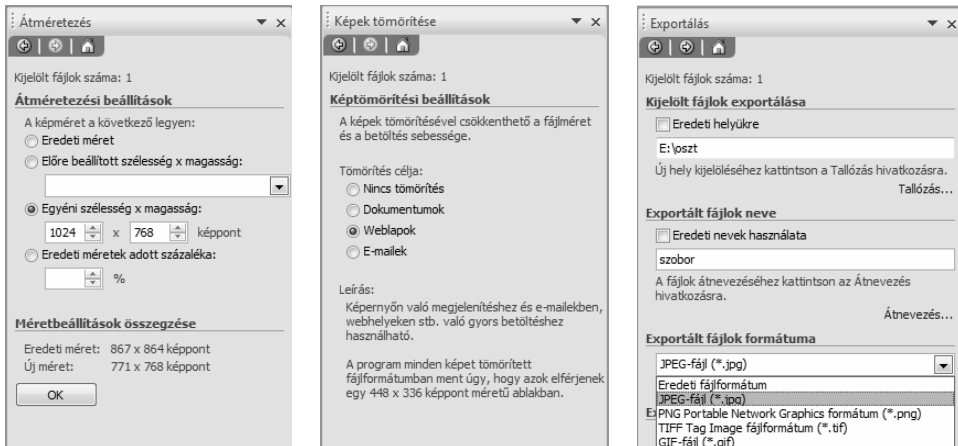 Átméretezés
Kijelölt fájlok száma: 1
Átméretezési beállítások
A képméret a következő legyen:
Eredeti méret
Előre beállított szélesség x magasság:
Egyéni szélesség x magasság:
1024 x 768 képpont
Eredeti méretek adott százaléka:
%
Méretbeállítások összegzése
Eredeti méret: 867 x 864 képpont
Új méret: 771 x 768 képpont
OK
Képek tömörítése
Kijelölt fájlok száma: 1
Képtömörítési beállítások
A képek tömörítésével csökkenthető a fájlméret
és a betöltés sebessége.
Tömörítés célja:
Nincs tömörítés
Dokumentumok
Weblapok
E-mailek
Leírás:
Képernyőn való megjelenítéshez és e-mailekben,
webhelyeken stb. való gyors betöltéshez
használható.
A program minden képet tömörített
fájlformátumban ment úgy, hogy azok elférjenek
egy 448 x 336 képpont méretű ablakban.
Exportálás
Kijelölt fájlok száma: 1
Kijelölt fájlok exportálása
Eredeti helyükre
E:\oszt
Új hely kijelöléséhez kattintson a Tallózás hivatkozásra.
Tallózás...
Exportált fájlok neve
Eredeti nevek használata
szobor
A fájlok átnevezéséhez kattintson az Átnevezés
hivatkozásra.
Átnevezés...
Exportált fájlok formátuma
JPEG-fájl (*.jpg)
Eredeti fájlformátum
JPEG-fájl (*.jpg)
PNG Portable Network Graphics formátum (*.png)
TIFF Tag Image fájlformátum (*.tif)
GIF-fájl (*.gif)